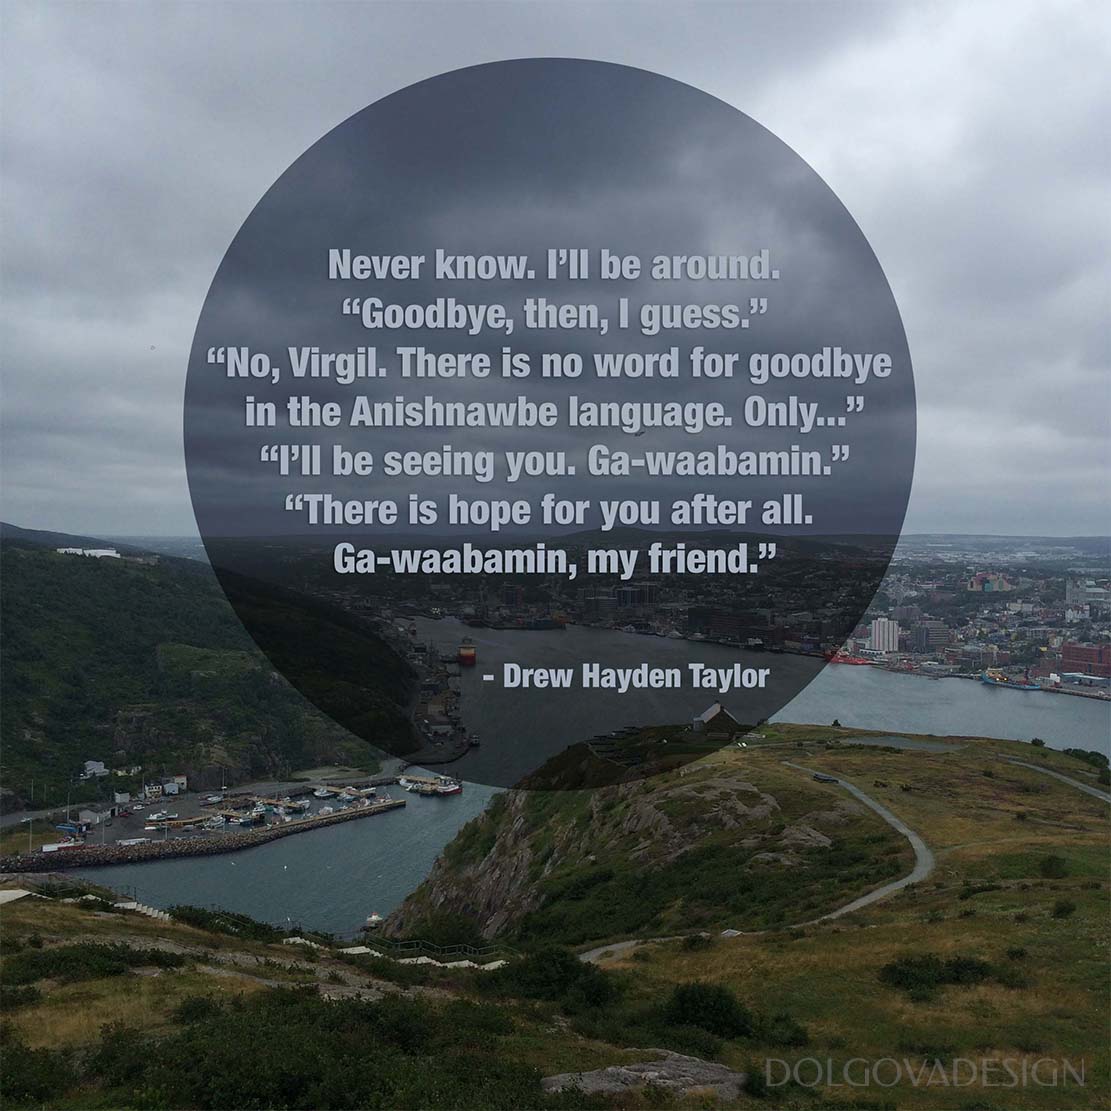 Never know. I’ll be around.
“Goodbye, then, I guess.”
“No, Virgil. There is no word for goodbye
in the Anishnawbe language. Only...”
“I’ll be seeing you. Ga-waabamin.”
“There is hope for you after all.
Ga-waabamin, my friend.”
- Drew Hayden Taylor
DOLGOVADESIGN